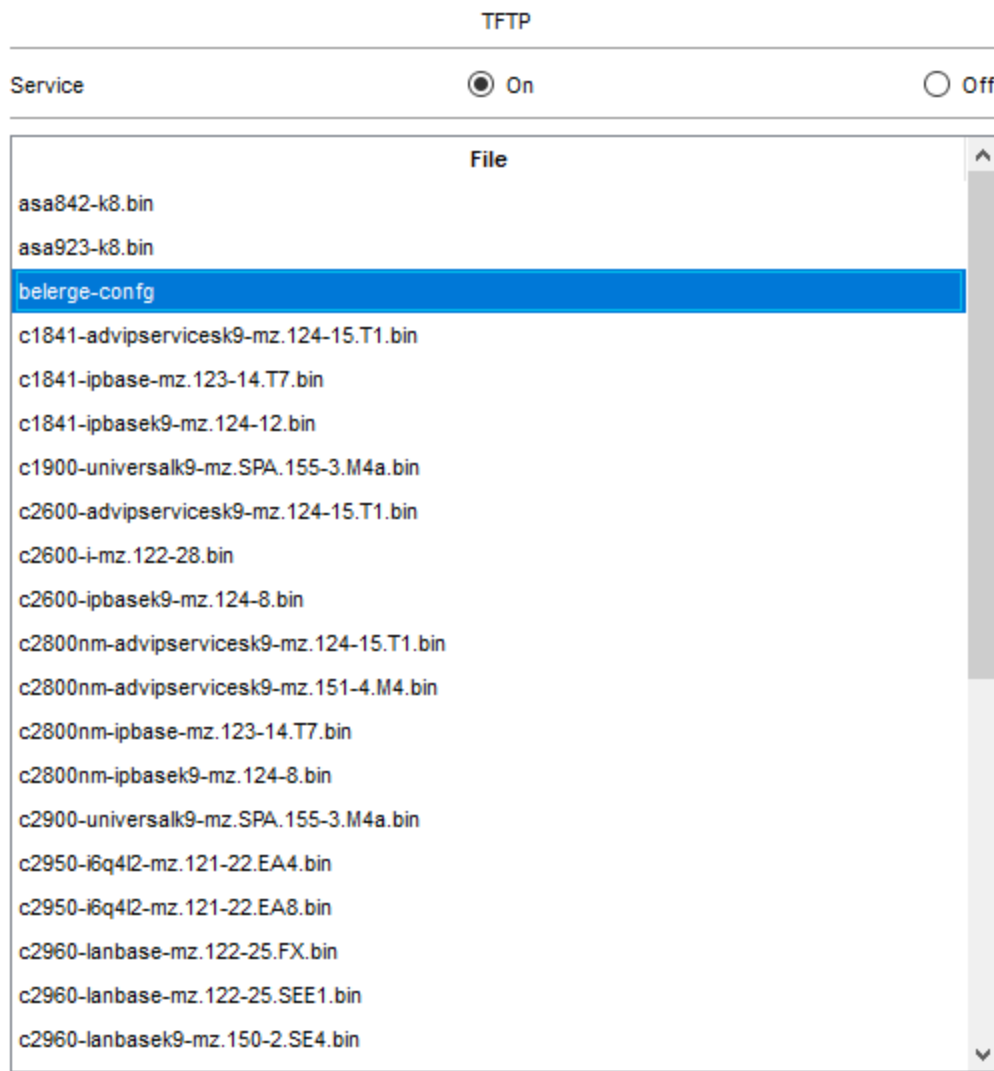 TFTP
Service On Off
File
asa842-k8.bin
asa923-k8.bin
belerge-confg
c1841-advipservicesk9-mz.124-15.T1.bin
c1841-ipbase-mz.123-14.T7.bin
c1841-ipbasek9-mz.124-12.bin
c1900-universalk9-mz.SPA.155-3.M4a.bin
c2600-advipservicesk9-mz.124-15.T1.bin
c2600-i-mz.122-28.bin
c2600-ipbasek9-mz.124-8.bin
c2800nm-advipservicesk9-mz.124-15.T1.bin
c2800nm-advipservicesk9-mz.151-4.M4.bin
c2800nm-ipbase-mz.123-14.T7.bin
c2800nm-ipbasek9-mz.124-8.bin
c2900-universalk9-mz.SPA.155-3.M4a.bin
c2950-i6q4l2-mz.121-22.EA4.bin
c2950-i6q4l2-mz.121-22.EA8.bin
c2960-lanbase-mz.122-25.FX.bin
c2960-lanbase-mz.122-25.SEE1.bin
c2960-lanbasek9-mz.150-2.SE4.bin